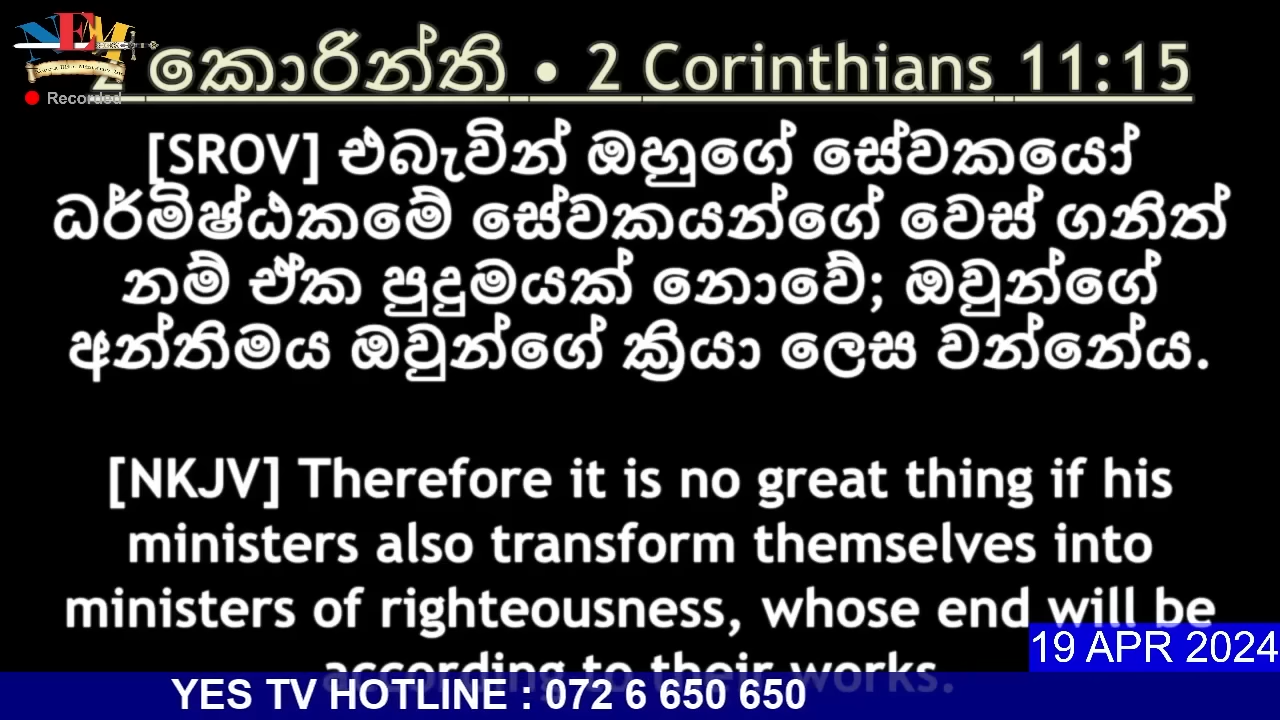 NEM
Recorded
2 කොරින්ති • 2 Corinthians 11:15
[SROV] එබැවින් ඔහුගේ සේවකයෝ
ධර්මිෂ්ඨකමේ සේවකයන්ගේ වෙස් ගනිත්
නම් ඒක පුදුමයක් නොවේ; ඔවුන්ගේ
අන්තිමය ඔවුන්ගේ ක්‍රියා ලෙස වන්නේය.
[NKJV] Therefore it is no great thing if his
ministers also transform themselves into
ministers of righteousness, whose end will be
according to their works.
19 APR 2024
YES TV HOTLINE : 072 6 650 650